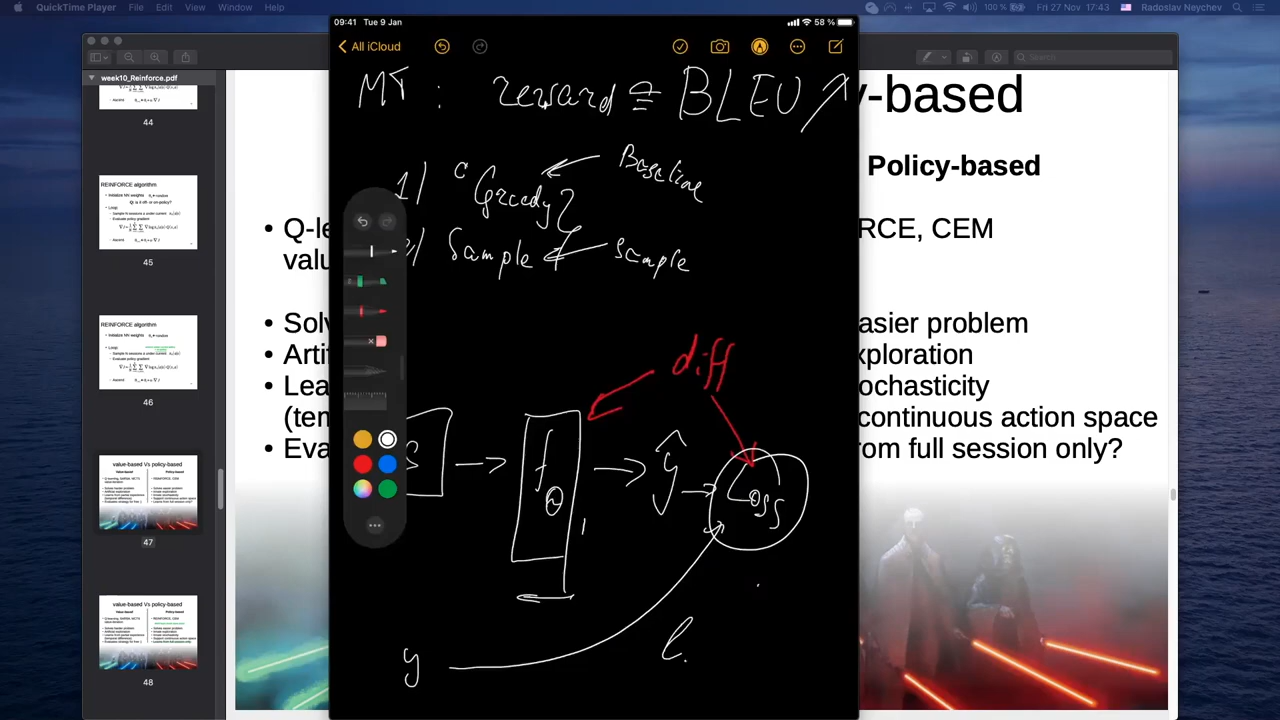 QuickTime Player File Edit View Window Help
100 % Fri 27 Nov 17:43 Radoslav Neychev
09:41 Tue 9 Jan 58 %
All iCloud
Search
week10_Reinforce.pdf
44
REINFORCE algorithm
45
REINFORCE algorithm
46
value-based Vs policy-based
47
value-based Vs policy-based
48
MT : reward ≅ BLEU
1) Greedy Baseline
Sample sample
diff
S f θ ŷ Loss
y
L
y-based
Policy-based
Q-le RCE, CEM
valu
Solv asier problem
Arti xploration
Lea ochasticity
(tem continuous action space
Eva rom full session only?